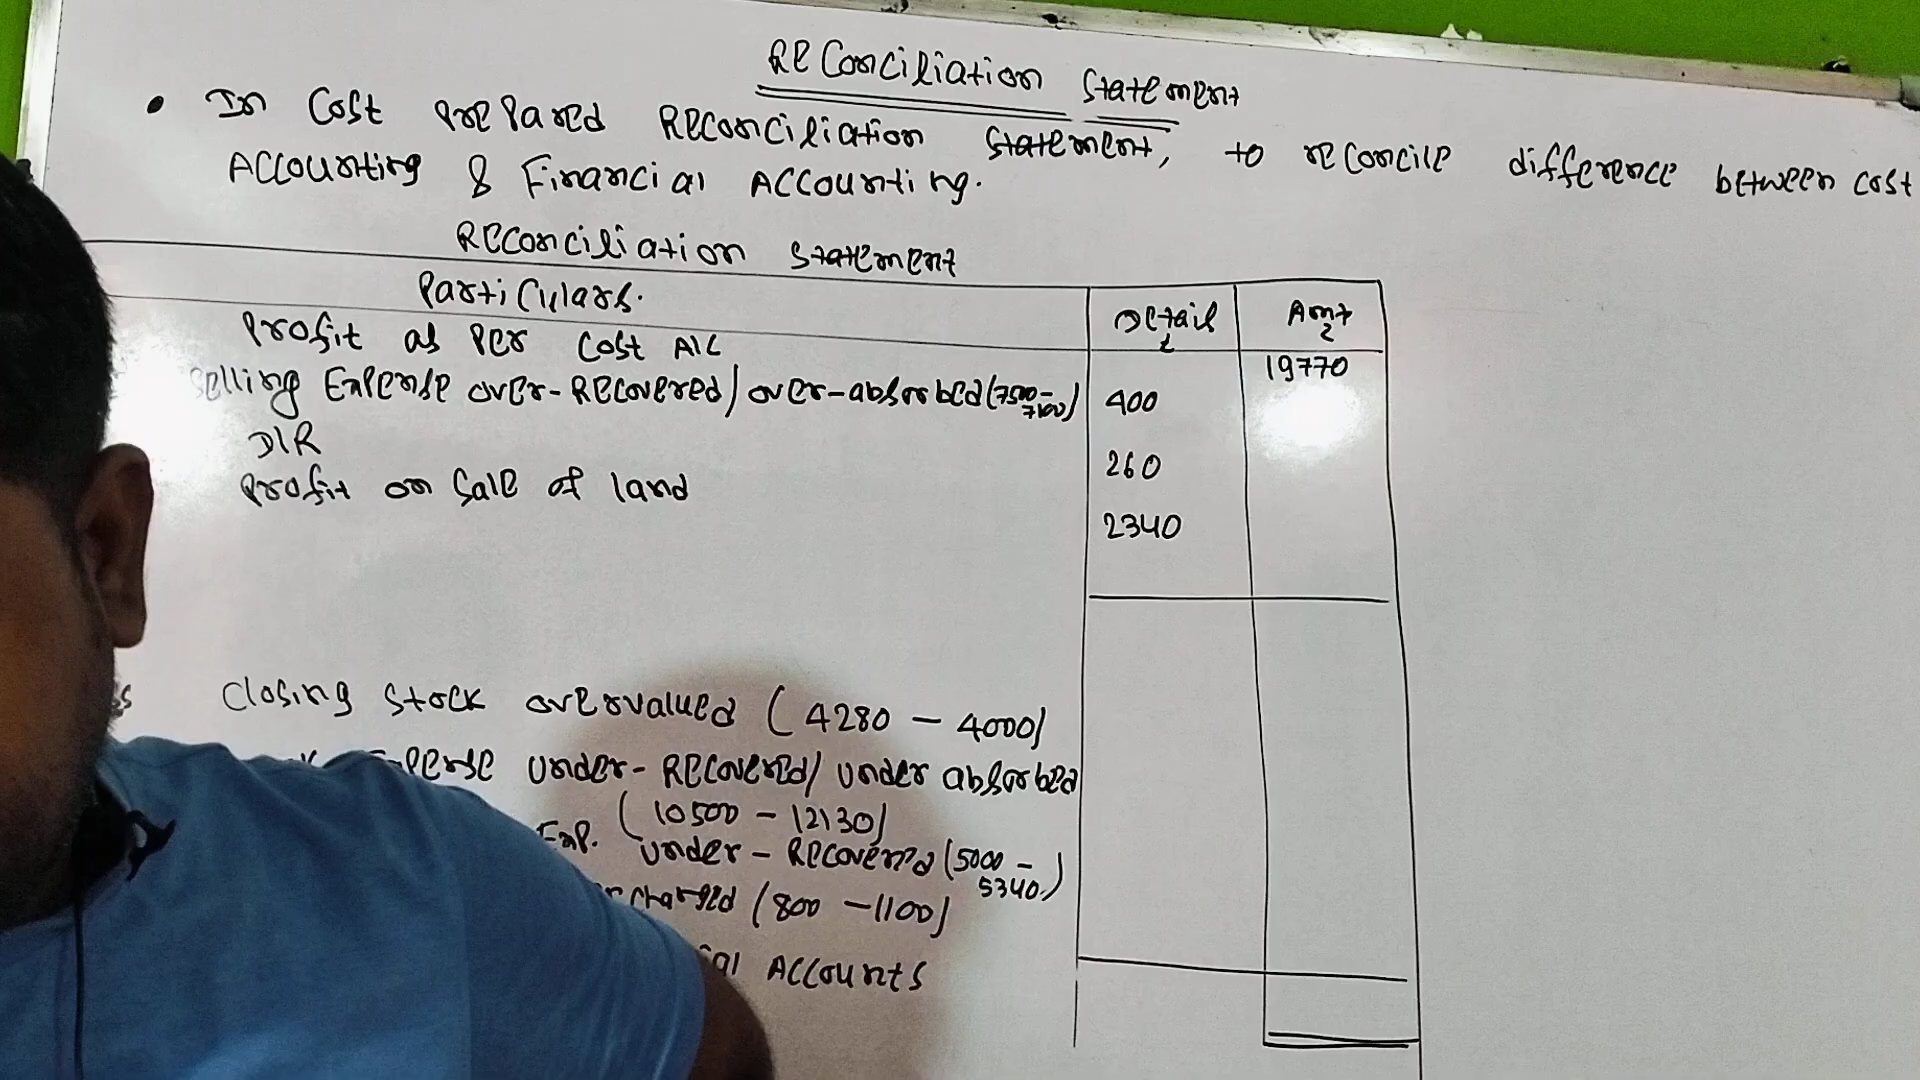 Reconciliation Statement
• In Cost Prepared Reconciliation Statement, to reconcile difference between cost
Accounting & Financial Accounting.
Reconciliation Statement
Particulars.
Detail Amt
Profit as Per Cost A/C 19770
Selling Expense over-Recovered/over-absorbed (7500-7100) 400
DIR 260
Profit on Sale of land 2340
Closing Stock overvalued (4280 - 4000)
under-Recovered/under absorbed
(10500 - 12130)
Exp. under-Recovered (5000 - 5340)
charged (800 - 1100)
Accounts